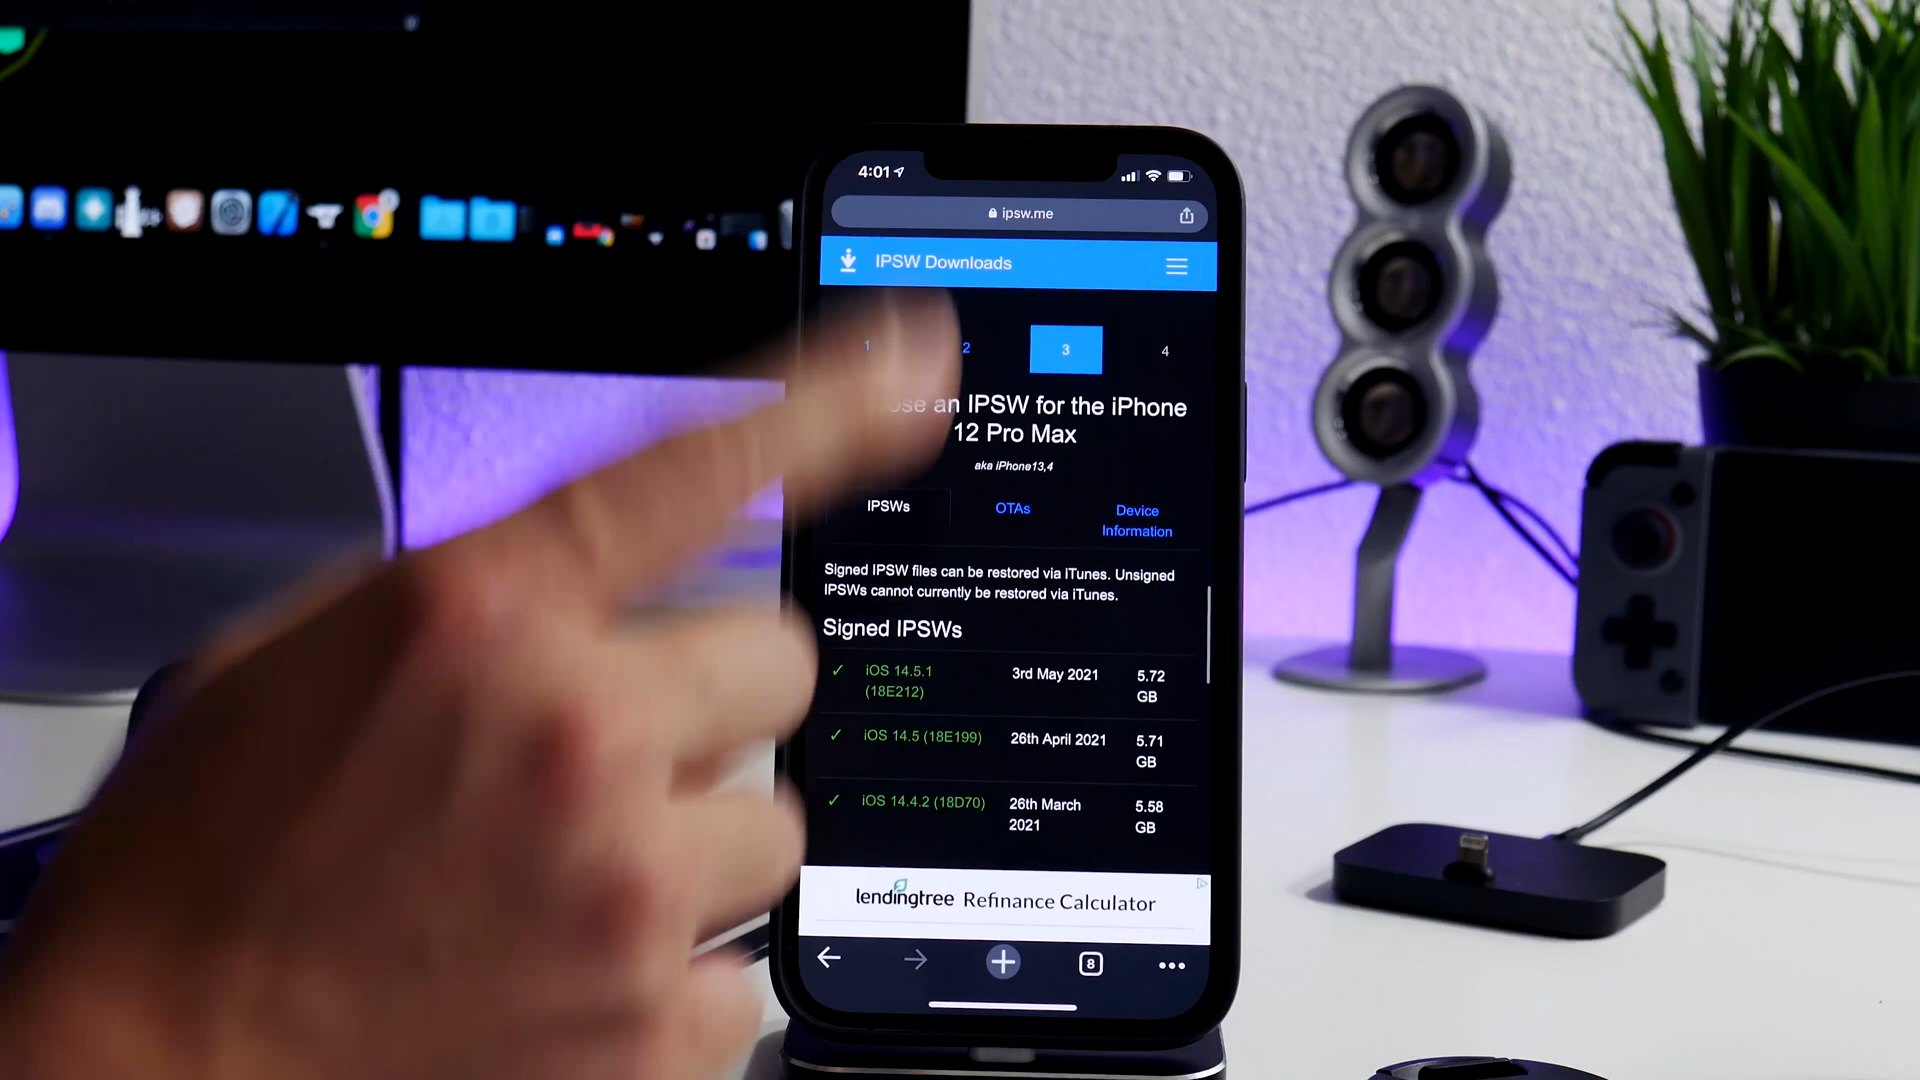 4:01
ipsw.me
IPSW Downloads
1 2 3 4
an IPSW for the iPhone
12 Pro Max
aka iPhone13,4
IPSWs OTAs Device
Information
Signed IPSW files can be restored via iTunes. Unsigned
IPSWs cannot currently be restored via iTunes.
Signed IPSWs
✓ iOS 14.5.1 3rd May 2021 5.72
(18E212) GB
✓ iOS 14.5 (18E199) 26th April 2021 5.71
GB
✓ iOS 14.4.2 (18D70) 26th March 5.58
2021 GB
lendingtree Refinance Calculator
8